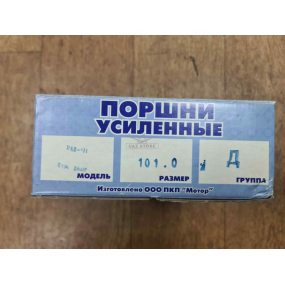 ПОРШНИ
УСИЛЕННЫЕ
101.0
Д
МОДЕЛЬ РАЗМЕР ГРУППА
Изготовлено ООО ПКП "Мотор"